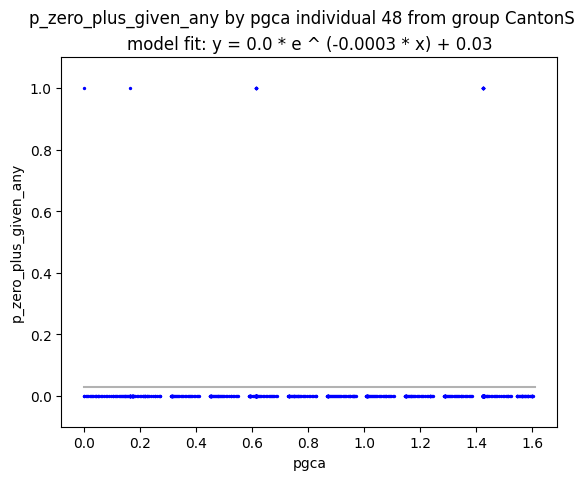 p_zero_plus_given_any by pgca individual 48 from group CantonS
model fit: y = 0.0 * e ^ (-0.0003 * x) + 0.03
1.0
0.8
0.6
0.4
0.2
0.0
p_zero_plus_given_any
0.0 0.2 0.4 0.6 0.8 1.0 1.2 1.4 1.6
pgca